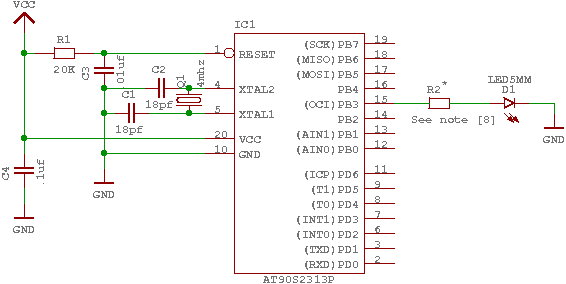 VCC
IC1
R1
20K
C3
.01uf
C2
18pf
Q1
4mhz
C1
18pf
C4
.1uf
GND
GND
1 RESET
4 XTAL2
5 XTAL1
20 VCC
10 GND
(SCK)PB7 19
(MISO)PB6 18
(MOSI)PB5 17
PB4 16
(OCI)PB3 15
PB2 14
(AIN1)PB1 13
(AIN0)PB0 12
(ICP)PD6 11
(T1)PD5 9
(T0)PD4 8
(INT1)PD3 7
(INT0)PD2 6
(TXD)PD1 3
(RXD)PD0 2
AT90S2313P
R2*
See note [8]
LED5MM
D1
GND